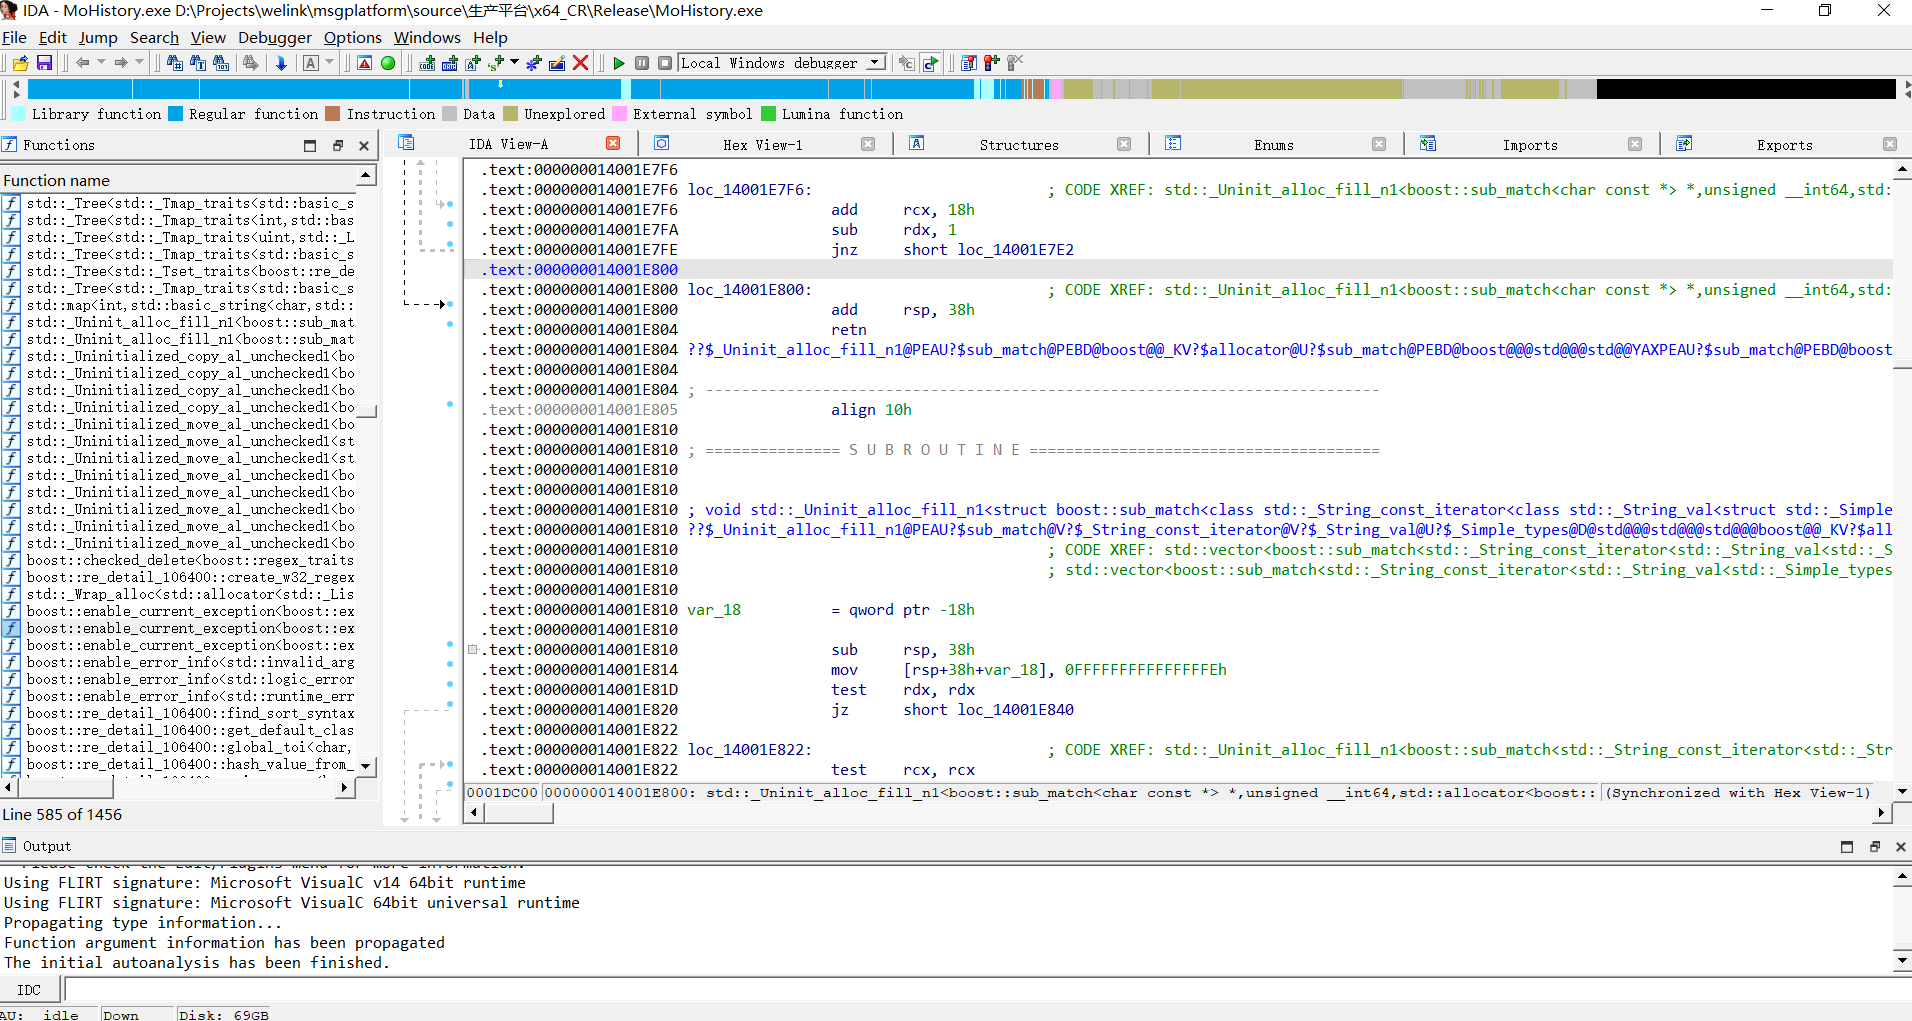 IDA - MoHistory.exe D:\Projects\welink\msgplatform\source\生产平台\x64_CR\Release\MoHistory.exe
File Edit Jump Search View Debugger Options Windows Help
Local Windows debugger
Library function Regular function Instruction Data Unexplored External symbol Lumina function
Functions
IDA View-A Hex View-1 Structures Enums Imports Exports
Function name
std::_Tree<std::_Tmap_traits<std::basic_s
std::_Tree<std::_Tmap_traits<int,std::bas
std::_Tree<std::_Tmap_traits<uint,std::_L
std::_Tree<std::_Tmap_traits<std::basic_s
std::_Tree<std::_Tset_traits<boost::re_de
std::_Tree<std::_Tmap_traits<std::basic_s
std::map<int,std::basic_string<char,std::
std::_Uninit_alloc_fill_n1<boost::sub_mat
std::_Uninit_alloc_fill_n1<boost::sub_mat
std::_Uninitialized_copy_al_unchecked1<bo
std::_Uninitialized_copy_al_unchecked1<bo
std::_Uninitialized_copy_al_unchecked1<bo
std::_Uninitialized_copy_al_unchecked1<bo
std::_Uninitialized_move_al_unchecked1<bo
std::_Uninitialized_move_al_unchecked1<st
std::_Uninitialized_move_al_unchecked1<st
std::_Uninitialized_move_al_unchecked1<bo
std::_Uninitialized_move_al_unchecked1<bo
std::_Uninitialized_move_al_unchecked1<bo
std::_Uninitialized_move_al_unchecked1<bo
std::_Uninitialized_move_al_unchecked1<bo
boost::checked_delete<boost::regex_traits
boost::re_detail_106400::create_w32_regex
std::_Wrap_alloc<std::allocator<std::_Lis
boost::enable_current_exception<boost::ex
boost::enable_current_exception<boost::ex
boost::enable_current_exception<boost::ex
boost::enable_error_info<std::invalid_arg
boost::enable_error_info<std::logic_error
boost::enable_error_info<std::runtime_err
boost::re_detail_106400::find_sort_syntax
boost::re_detail_106400::get_default_clas
boost::re_detail_106400::global_toi<char,
boost::re_detail_106400::hash_value_from_
Line 585 of 1456
.text:000000014001E7F6
.text:000000014001E7F6 loc_14001E7F6: ; CODE XREF: std::_Uninit_alloc_fill_n1<boost::sub_match<char const *> *,unsigned __int64,std:
.text:000000014001E7F6 add rcx, 18h
.text:000000014001E7FA sub rdx, 1
.text:000000014001E7FE jnz short loc_14001E7E2
.text:000000014001E800
.text:000000014001E800 loc_14001E800: ; CODE XREF: std::_Uninit_alloc_fill_n1<boost::sub_match<char const *> *,unsigned __int64,std:
.text:000000014001E800 add rsp, 38h
.text:000000014001E804 retn
.text:000000014001E804 ??$_Uninit_alloc_fill_n1@PEAU?$sub_match@PEBD@boost@@_KV?$allocator@U?$sub_match@PEBD@boost@@@std@@@std@@YAXPEAU?$sub_match@PEBD@boost
.text:000000014001E804
.text:000000014001E804 ; ---------------------------------------------------------------------------
.text:000000014001E805 align 10h
.text:000000014001E810
.text:000000014001E810 ; =============== S U B R O U T I N E =======================================
.text:000000014001E810
.text:000000014001E810
.text:000000014001E810 ; void std::_Uninit_alloc_fill_n1<struct boost::sub_match<class std::_String_const_iterator<class std::_String_val<struct std::_Simple
.text:000000014001E810 ??$_Uninit_alloc_fill_n1@PEAU?$sub_match@V?$_String_const_iterator@V?$_String_val@U?$_Simple_types@D@std@@@std@@@std@@@boost@@_KV?$all
.text:000000014001E810 ; CODE XREF: std::vector<boost::sub_match<std::_String_const_iterator<std::_String_val<std::_S
.text:000000014001E810 ; std::vector<boost::sub_match<std::_String_const_iterator<std::_String_val<std::_Simple_types
.text:000000014001E810
.text:000000014001E810 var_18 = qword ptr -18h
.text:000000014001E810
.text:000000014001E810 sub rsp, 38h
.text:000000014001E814 mov [rsp+38h+var_18], 0FFFFFFFFFFFFFFFEh
.text:000000014001E81D test rdx, rdx
.text:000000014001E820 jz short loc_14001E840
.text:000000014001E822
.text:000000014001E822 loc_14001E822: ; CODE XREF: std::_Uninit_alloc_fill_n1<boost::sub_match<std::_String_const_iterator<std::_Str
.text:000000014001E822 test rcx, rcx
0001DC00 000000014001E800: std::_Uninit_alloc_fill_n1<boost::sub_match<char const *> *,unsigned __int64,std::allocator<boost:: (Synchronized with Hex View-1)
Output
Please check the Edit/Plugins menu for more information.
Using FLIRT signature: Microsoft VisualC v14 64bit runtime
Using FLIRT signature: Microsoft VisualC 64bit universal runtime
Propagating type information...
Function argument information has been propagated
The initial autoanalysis has been finished.
IDC
AU: idle Down Disk: 69GB